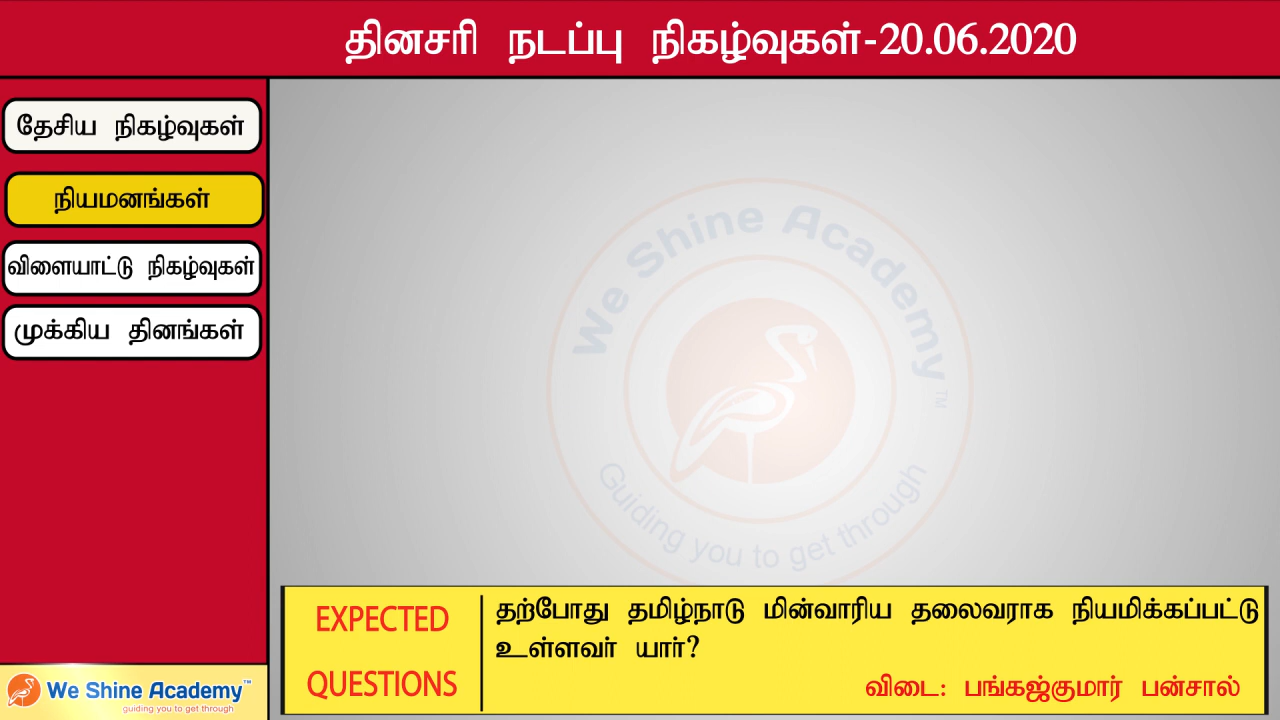 தினசரி நடப்பு நிகழ்வுகள்-20.06.2020
தேசிய நிகழ்வுகள்
நியமனங்கள்
விளையாட்டு நிகழ்வுகள்
முக்கிய தினங்கள்
We Shine Academy™
Guiding you to get through
EXPECTED
QUESTIONS
தற்போது தமிழ்நாடு மின்வாரிய தலைவராக நியமிக்கப்பட்டு
உள்ளவர் யார்?
விடை: பங்கஜ்குமார் பன்சால்
We Shine Academy™
guiding you to get through